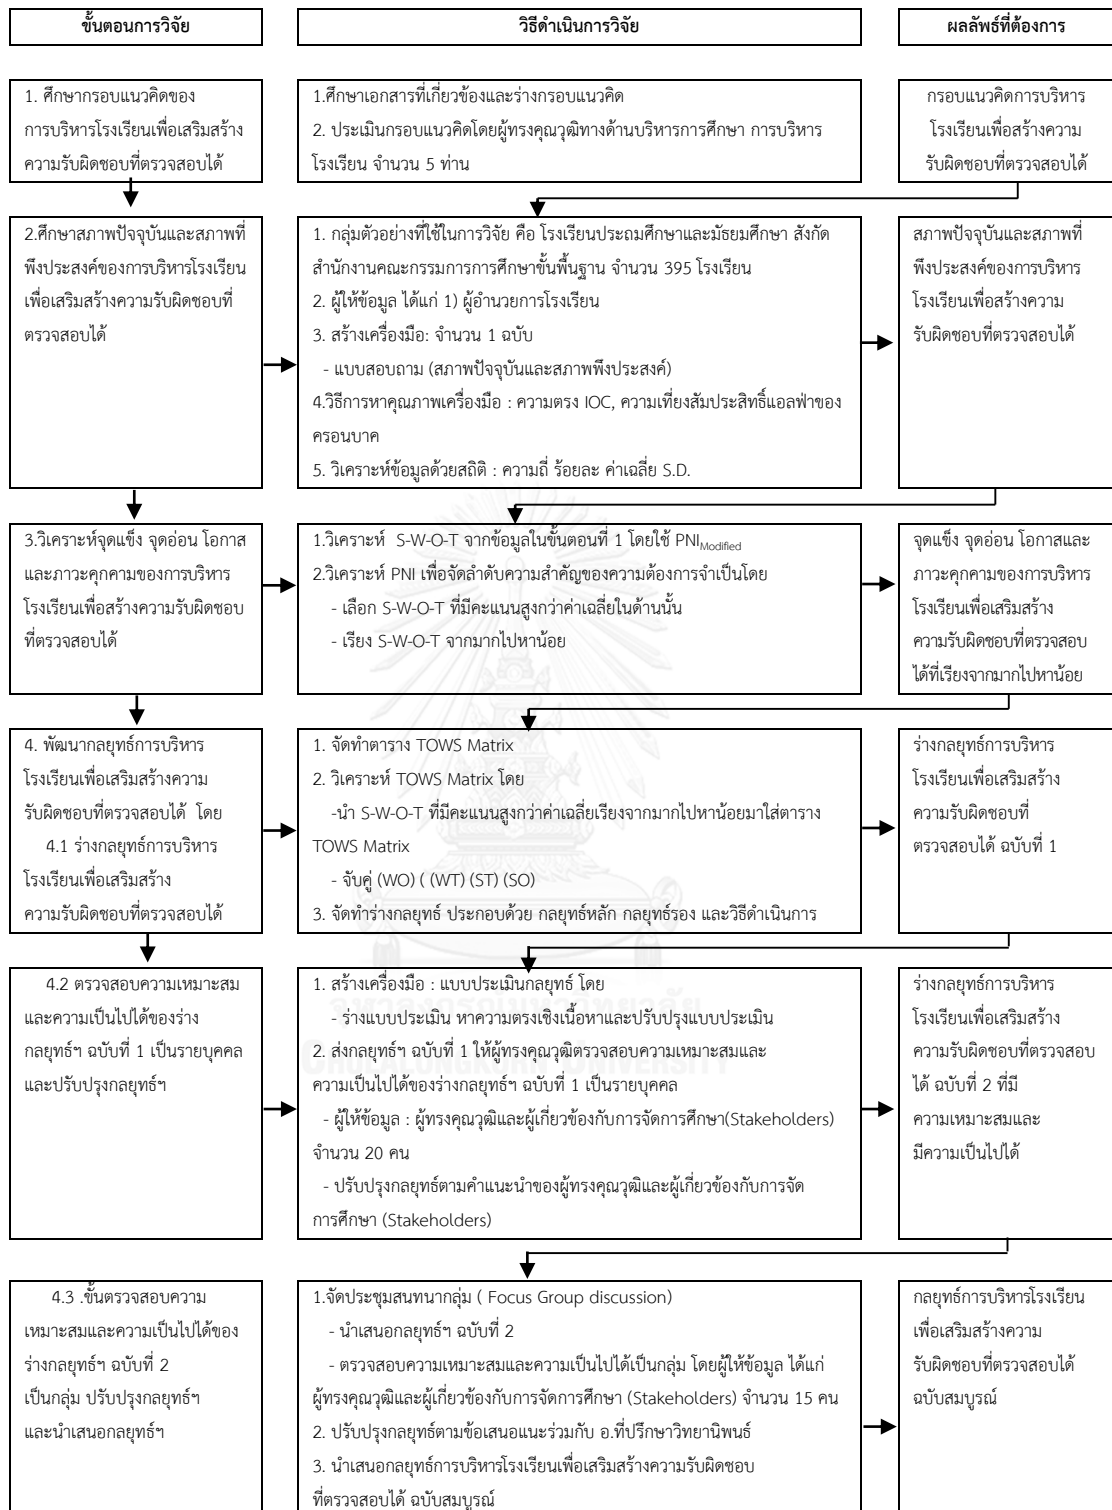 ขั้นตอนการวิจัย
วิธีดำเนินการวิจัย
ผลลัพธ์ที่ต้องการ
1. ศึกษากรอบแนวคิดของ
การบริหารโรงเรียนเพื่อเสริมสร้าง
ความรับผิดชอบที่ตรวจสอบได้
1.ศึกษาเอกสารที่เกี่ยวข้องและร่างกรอบแนวคิด
2. ประเมินกรอบแนวคิดโดยผู้ทรงคุณวุฒิทางด้านบริหารการศึกษา การบริหาร
โรงเรียน จำนวน 5 ท่าน
กรอบแนวคิดการบริหาร
โรงเรียนเพื่อสร้างความ
รับผิดชอบที่ตรวจสอบได้
2.ศึกษาสภาพปัจจุบันและสภาพที่
พึงประสงค์ของการบริหารโรงเรียน
เพื่อเสริมสร้างความรับผิดชอบที่
ตรวจสอบได้
1. กลุ่มตัวอย่างที่ใช้ในการวิจัย คือ โรงเรียนประถมศึกษาและมัธยมศึกษา สังกัด
สำนักงานคณะกรรมการการศึกษาขั้นพื้นฐาน จำนวน 395 โรงเรียน
2. ผู้ให้ข้อมูล ได้แก่ 1) ผู้อำนวยการโรงเรียน
3. สร้างเครื่องมือ: จำนวน 1 ฉบับ
- แบบสอบถาม (สภาพปัจจุบันและสภาพพึงประสงค์)
4.วิธีการหาคุณภาพเครื่องมือ : ความตรง IOC, ความเที่ยงสัมประสิทธิ์แอลฟ่าของ
ครอนบาค
5. วิเคราะห์ข้อมูลด้วยสถิติ : ความถี่ ร้อยละ ค่าเฉลี่ย S.D.
สภาพปัจจุบันและสภาพที่
พึงประสงค์ของการบริหาร
โรงเรียนเพื่อสร้างความ
รับผิดชอบที่ตรวจสอบได้
3.วิเคราะห์จุดแข็ง จุดอ่อน โอกาส
และภาวะคุกคามของการบริหาร
โรงเรียนเพื่อสร้างความรับผิดชอบ
ที่ตรวจสอบได้
1.วิเคราะห์ S-W-O-T จากข้อมูลในขั้นตอนที่ 1 โดยใช้ PNIModified
2.วิเคราะห์ PNI เพื่อจัดลำดับความสำคัญของความต้องการจำเป็นโดย
- เลือก S-W-O-T ที่มีคะแนนสูงกว่าค่าเฉลี่ยในด้านนั้น
- เรียง S-W-O-T จากมากไปหาน้อย
จุดแข็ง จุดอ่อน โอกาสและ
ภาวะคุกคามของการบริหาร
โรงเรียนเพื่อเสริมสร้าง
ความรับผิดชอบที่ตรวจสอบ
ได้ที่เรียงจากมากไปหาน้อย
4. พัฒนากลยุทธ์การบริหาร
โรงเรียนเพื่อเสริมสร้างความ
รับผิดชอบที่ตรวจสอบได้ โดย
4.1 ร่างกลยุทธ์การบริหาร
โรงเรียนเพื่อเสริมสร้าง
ความรับผิดชอบที่ตรวจสอบได้
1. จัดทำตาราง TOWS Matrix
2. วิเคราะห์ TOWS Matrix โดย
-นำ S-W-O-T ที่มีคะแนนสูงกว่าค่าเฉลี่ยเรียงจากมากไปหาน้อยมาใส่ตาราง
TOWS Matrix
- จับคู่ (WO) ( (WT) (ST) (SO)
3. จัดทำร่างกลยุทธ์ ประกอบด้วย กลยุทธ์หลัก กลยุทธ์รอง และวิธีดำเนินการ
ร่างกลยุทธ์การบริหาร
โรงเรียนเพื่อเสริมสร้าง
ความรับผิดชอบที่
ตรวจสอบได้ ฉบับที่ 1
4.2 ตรวจสอบความเหมาะสม
และความเป็นไปได้ของร่าง
กลยุทธ์ฯ ฉบับที่ 1 เป็นรายบุคคล
และปรับปรุงกลยุทธ์ฯ
1. สร้างเครื่องมือ : แบบประเมินกลยุทธ์ โดย
- ร่างแบบประเมิน หาความตรงเชิงเนื้อหาและปรับปรุงแบบประเมิน
2. ส่งกลยุทธ์ฯ ฉบับที่ 1 ให้ผู้ทรงคุณวุฒิตรวจสอบความเหมาะสมและ
ความเป็นไปได้ของร่างกลยุทธ์ฯ ฉบับที่ 1 เป็นรายบุคคล
- ผู้ให้ข้อมูล : ผู้ทรงคุณวุฒิและผู้เกี่ยวข้องกับการจัดการศึกษา(Stakeholders)
จำนวน 20 คน
- ปรับปรุงกลยุทธ์ตามคำแนะนำของผู้ทรงคุณวุฒิและผู้เกี่ยวข้องกับการจัด
การศึกษา (Stakeholders)
จุฬาลงกรณ์มหาวิทยาลัย
CHULALONGKORN UNIVERSITY
ร่างกลยุทธ์การบริหาร
โรงเรียนเพื่อเสริมสร้าง
ความรับผิดชอบที่ตรวจสอบ
ได้ ฉบับที่ 2 ที่มี
ความเหมาะสมและ
มีความเป็นไปได้
4.3 .ขั้นตรวจสอบความ
เหมาะสมและความเป็นไปได้ของ
ร่างกลยุทธ์ฯ ฉบับที่ 2
เป็นกลุ่ม ปรับปรุงกลยุทธ์ฯ
และนำเสนอกลยุทธ์ฯ
1.จัดประชุมสนทนากลุ่ม ( Focus Group discussion)
- นำเสนอกลยุทธ์ฯ ฉบับที่ 2
- ตรวจสอบความเหมาะสมและความเป็นไปได้เป็นกลุ่ม โดยผู้ให้ข้อมูล ได้แก่
ผู้ทรงคุณวุฒิและผู้เกี่ยวข้องกับการจัดการศึกษา (Stakeholders) จำนวน 15 คน
2. ปรับปรุงกลยุทธ์ตามข้อเสนอแนะร่วมกับ อ.ที่ปรึกษาวิทยานิพนธ์
3. นำเสนอกลยุทธ์การบริหารโรงเรียนเพื่อเสริมสร้างความรับผิดชอบ
ที่ตรวจสอบได้ ฉบับสมบูรณ์
กลยุทธ์การบริหารโรงเรียน
เพื่อเสริมสร้างความ
รับผิดชอบที่ตรวจสอบได้
ฉบับสมบูรณ์